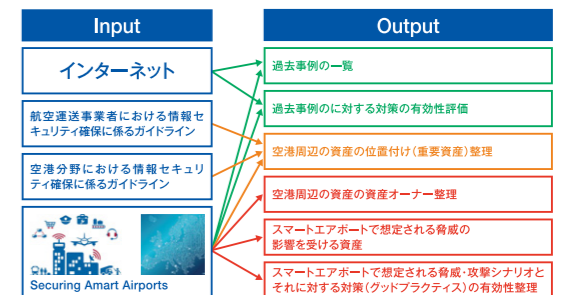 Input
Output
インターネット
過去事例の一覧
航空運送事業者における情報セ
キュリティ確保に係るガイドライン
過去事例のに対する対策の有効性評価
空港周辺の資産の位置付け(重要資産)整理
空港分野における情報セキュリ
ティ確保に係るガイドライン
空港周辺の資産の資産オーナー整理
スマートエアポートで想定される脅威の
影響を受ける資産
スマートエアポートで想定される脅威・攻撃シナリオと
それに対する対策(グッドプラクティス)の有効性整理
Securing Amart Airports